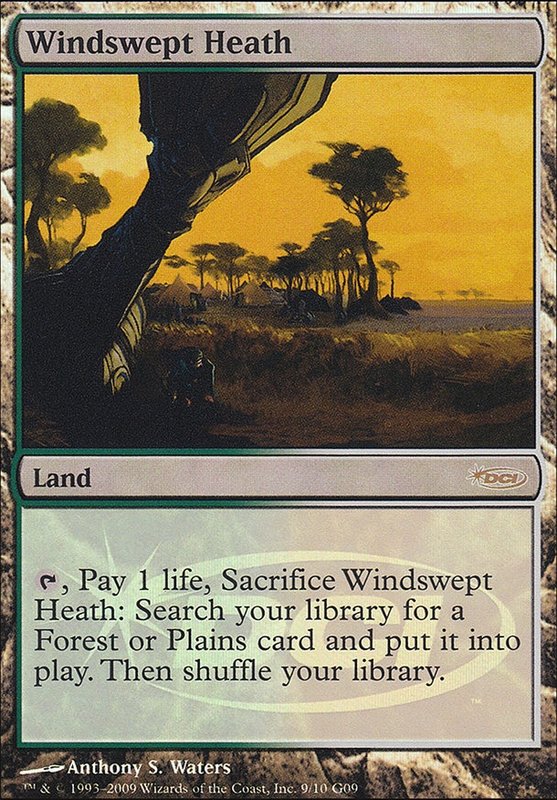 Windswept Heath
Land
DCI
, Pay 1 life, Sacrifice Windswept
Heath: Search your library for a
Forest or Plains card and put it into
play. Then shuffle your library.
DCI
™
Anthony S. Waters
™ & © 1993–2009 Wizards of the Coast, Inc. 9/10 G09